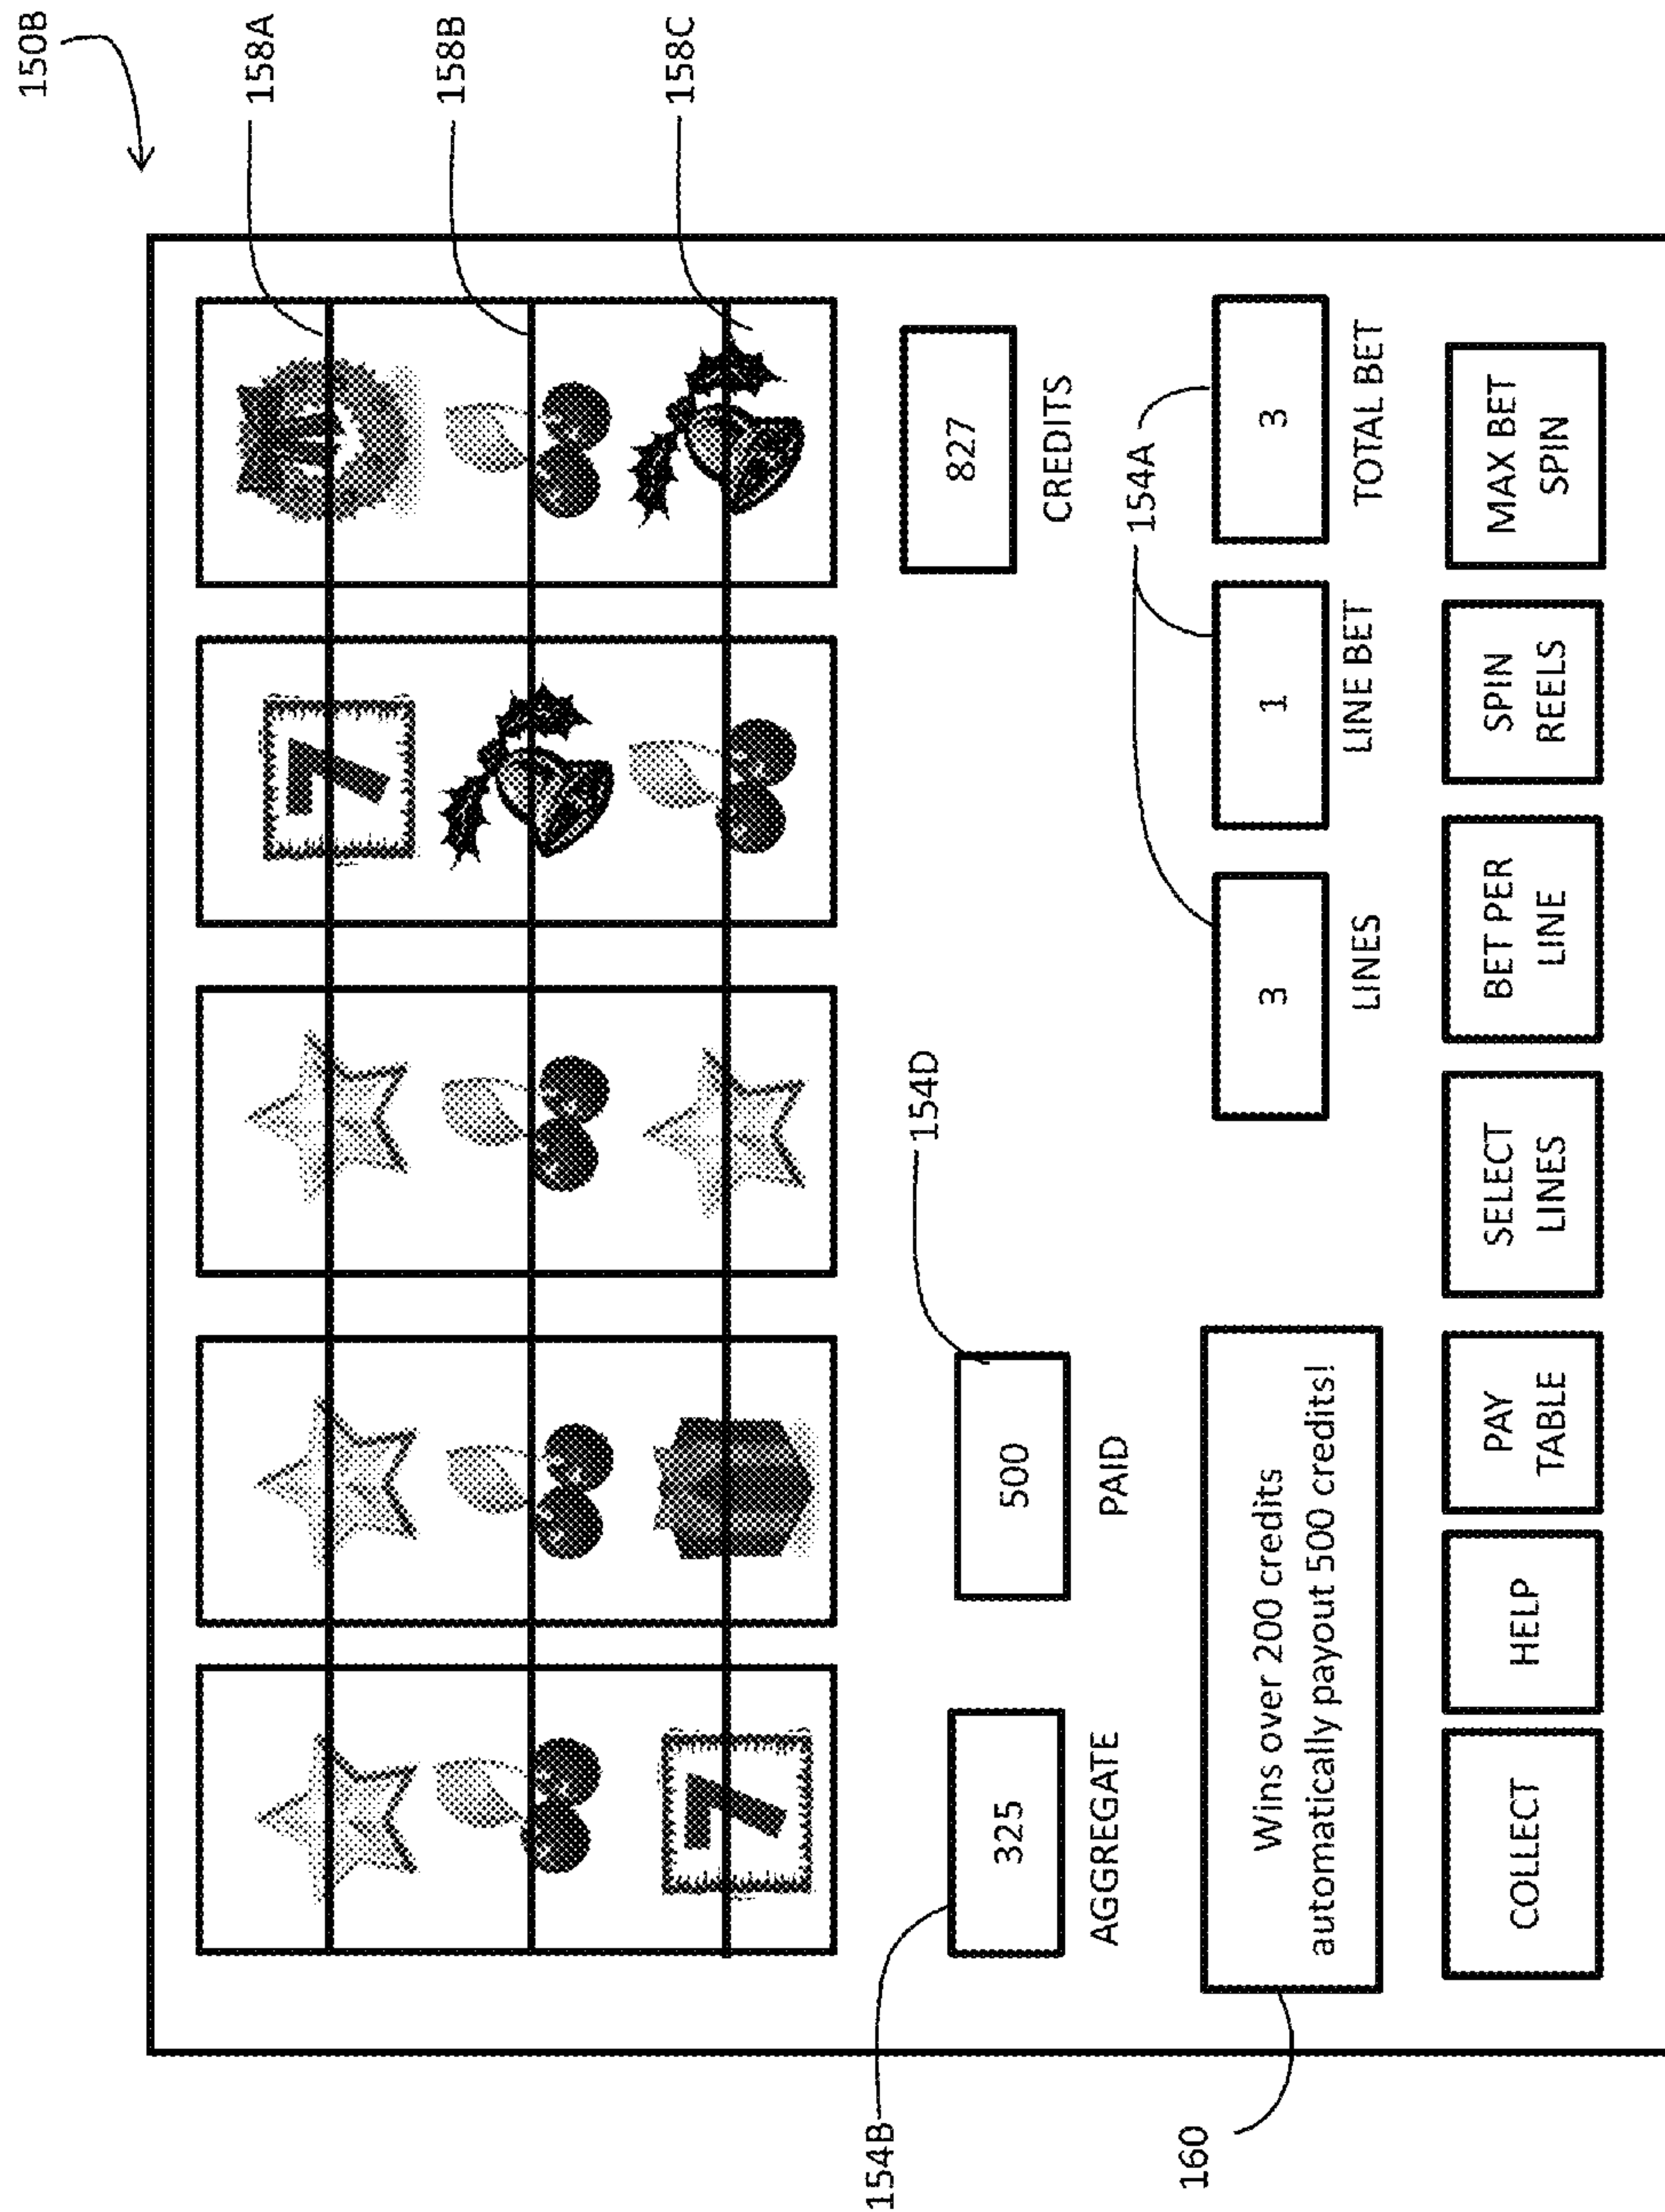 150B
158A
158B
158C
7
7
325
AGGREGATE
154B
500
PAID
154D
827
CREDITS
154A
3
LINES
1
LINE BET
3
TOTAL BET
160
Wins over 200 credits
automatically payout 500 credits!
COLLECT
HELP
PAY
TABLE
SELECT
LINES
BET PER
LINE
SPIN
REELS
MAX BET
SPIN